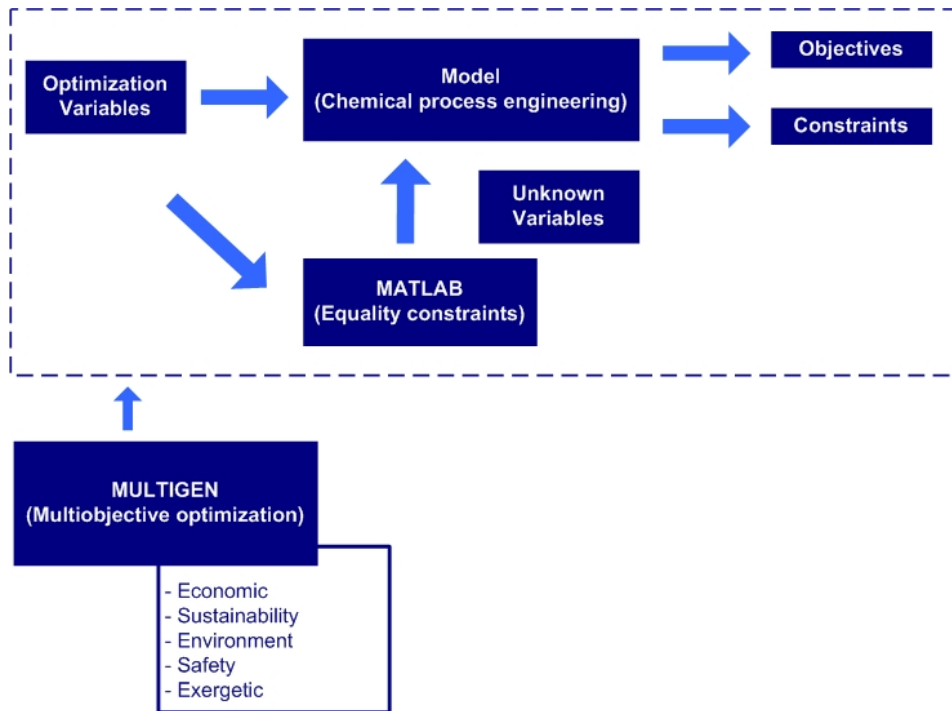 Optimization
Variables
Model
(Chemical process engineering)
Objectives
Constraints
Unknown
Variables
MATLAB
(Equality constraints)
MULTIGEN
(Multiobjective optimization)
- Economic
- Sustainability
- Environment
- Safety
- Exergetic